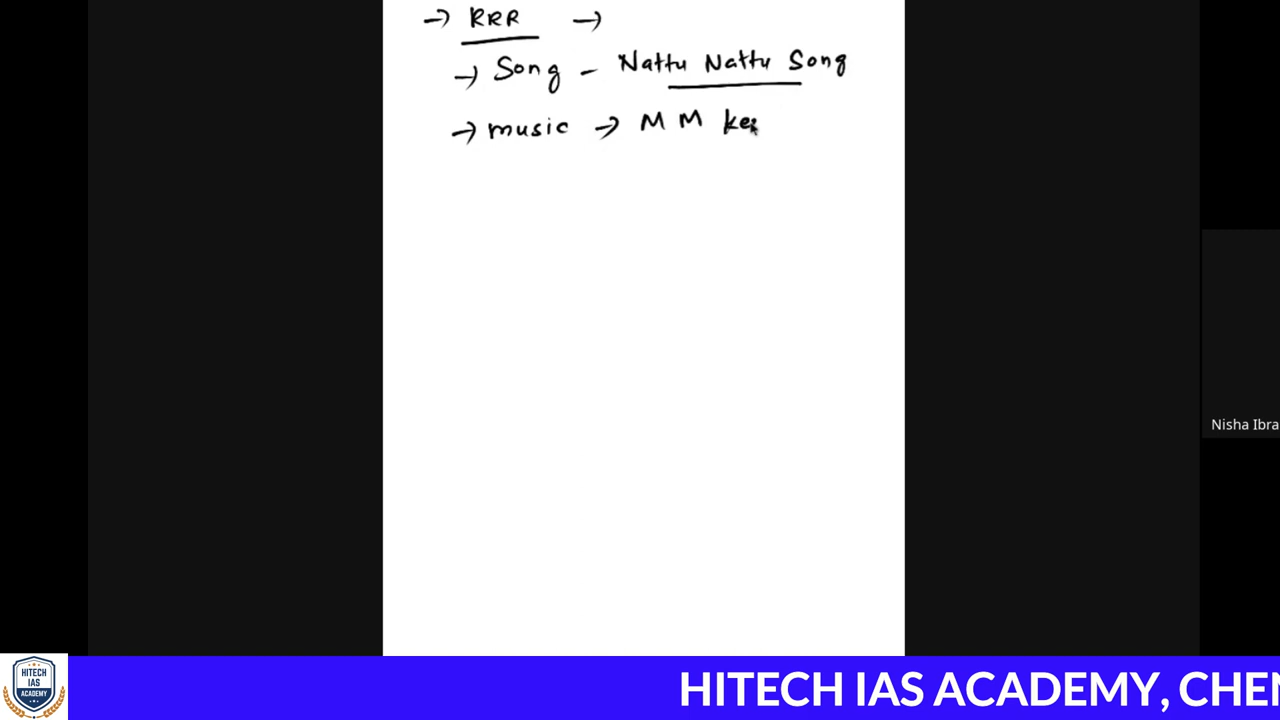 → RRR →
→ Song - Nattu Nattu Song
→ music → M M ke
Nisha Ibra
HITECH IAS ACADEMY
HITECH IAS ACADEMY, CHEN